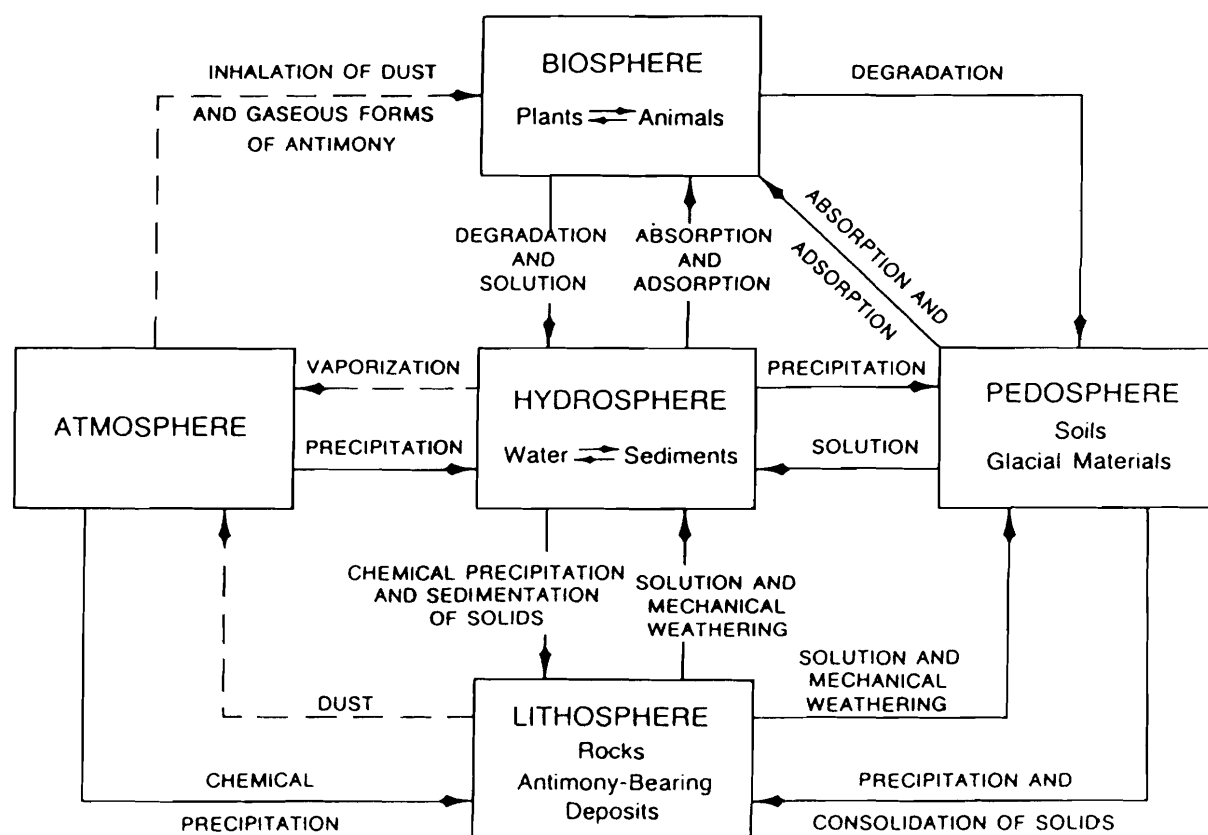 INHALATION OF DUST
AND GASEOUS FORMS
OF ANTIMONY
BIOSPHERE
Plants Animals
DEGRADATION
DEGRADATION
AND
SOLUTION
ABSORPTION
AND
ADSORPTION
ABSORPTION AND
ADSORPTION
ATMOSPHERE
VAPORIZATION
PRECIPITATION
HYDROSPHERE
Water Sediments
PRECIPITATION
SOLUTION
PEDOSPHERE
Soils
Glacial Materials
CHEMICAL PRECIPITATION
AND SEDIMENTATION
OF SOLIDS
SOLUTION AND
MECHANICAL
WEATHERING
SOLUTION AND
MECHANICAL
WEATHERING
DUST
LITHOSPHERE
Rocks
Antimony-Bearing
Deposits
CHEMICAL
PRECIPITATION
PRECIPITATION AND
CONSOLIDATION OF SOLIDS